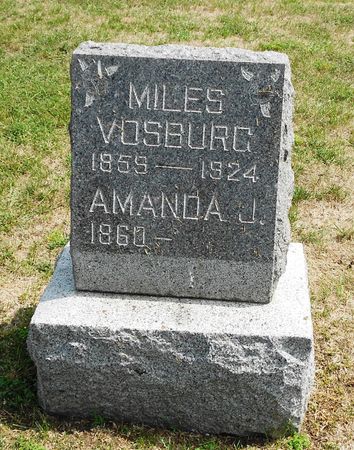 MILES
VOSBURG
1859 — 1924
AMANDA J.
1860 —